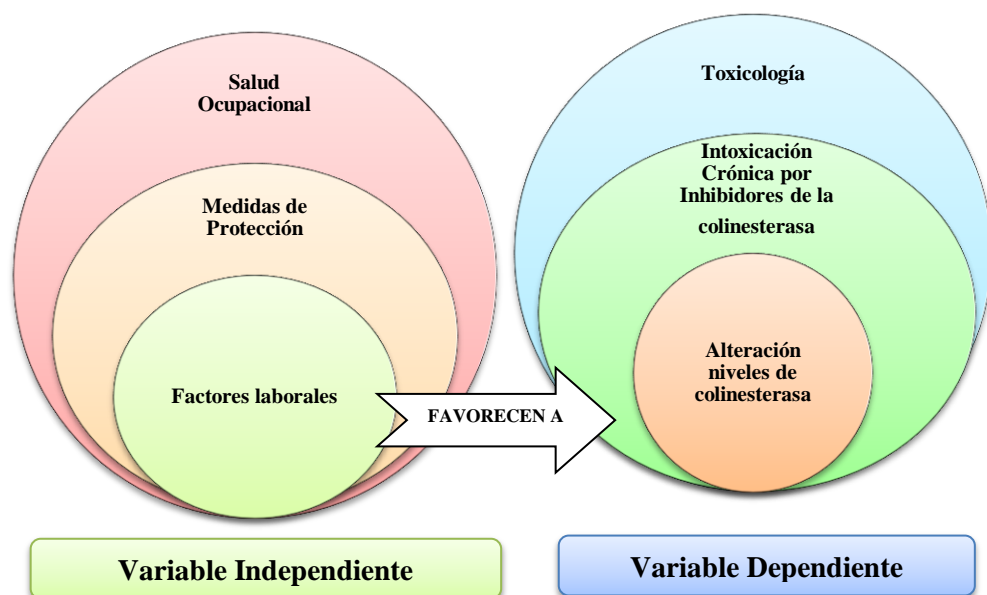 Salud
Ocupacional
Medidas de
Protección
Factores laborales
FAVORECEN A
Toxicología
Intoxicación
Crónica por
Inhibidores de la
colinesterasa
Alteración
niveles de
colinesterasa
Variable Independiente
Variable Dependiente